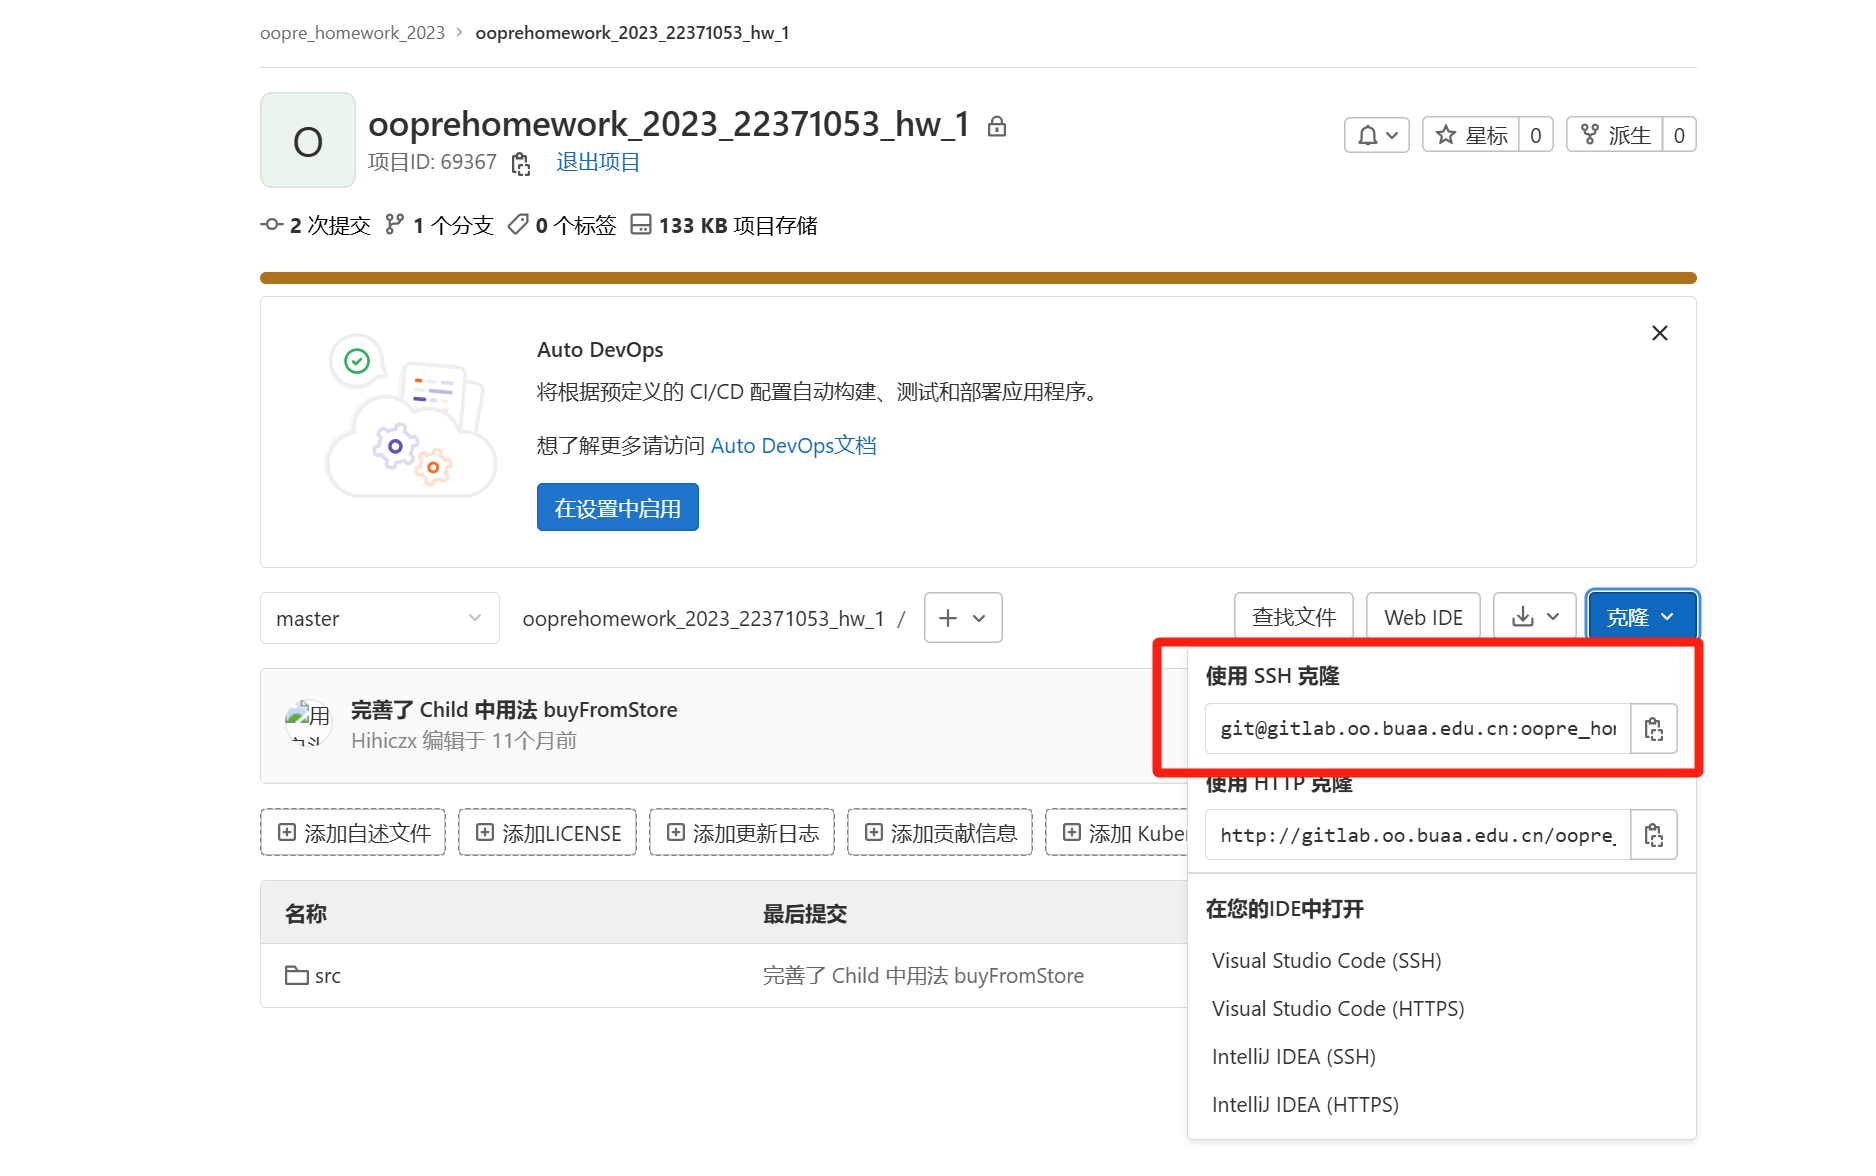 oopre_homework_2023 > ooprehomework_2023_22371053_hw_1
O
ooprehomework_2023_22371053_hw_1
项目ID: 69367 退出项目
星标 0 派生 0
2 次提交 1 个分支 0 个标签 133 KB 项目存储
Auto DevOps
将根据预定义的 CI/CD 配置自动构建、测试和部署应用程序。
想了解更多请访问 Auto DevOps文档
在设置中启用
master ooprehomework_2023_22371053_hw_1 / 查找文件 Web IDE 克隆
使用 SSH 克隆
git@gitlab.oo.buaa.edu.cn:oopre_hor
使用 HTTP 克隆
http://gitlab.oo.buaa.edu.cn/oopre_
在您的IDE中打开
Visual Studio Code (SSH)
Visual Studio Code (HTTPS)
IntelliJ IDEA (SSH)
IntelliJ IDEA (HTTPS)
用
完善了 Child 中用法 buyFromStore
Hihiczx 编辑于 11个月前
添加自述文件 添加LICENSE 添加更新日志 添加贡献信息 添加 Kuber
名称 最后提交
src 完善了 Child 中用法 buyFromStore